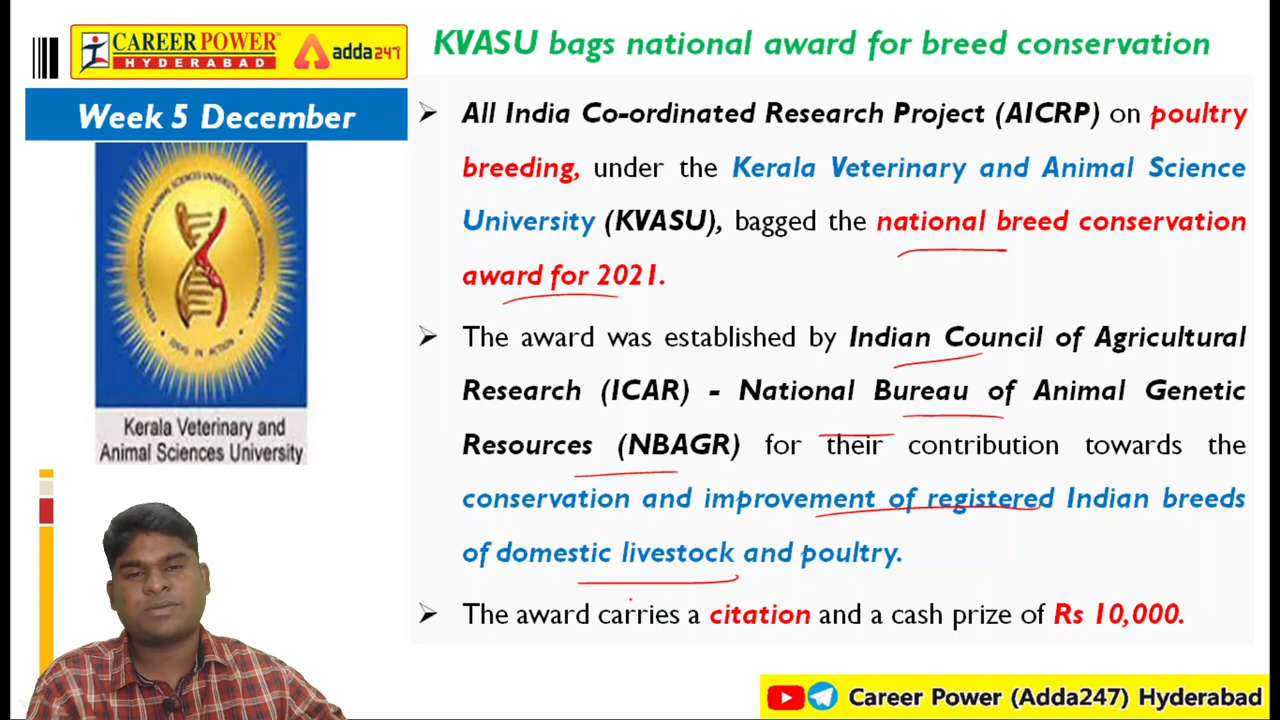 CAREER POWER
HYDERABAD
adda247
KVASU bags national award for breed conservation
Week 5 December
Kerala Veterinary and
Animal Sciences University
All India Co-ordinated Research Project (AICRP) on poultry
breeding, under the Kerala Veterinary and Animal Science
University (KVASU), bagged the national breed conservation
award for 2021.
The award was established by Indian Council of Agricultural
Research (ICAR) - National Bureau of Animal Genetic
Resources (NBAGR) for their contribution towards the
conservation and improvement of registered Indian breeds
of domestic livestock and poultry.
The award carries a citation and a cash prize of Rs 10,000.
Career Power (Adda247) Hyderabad